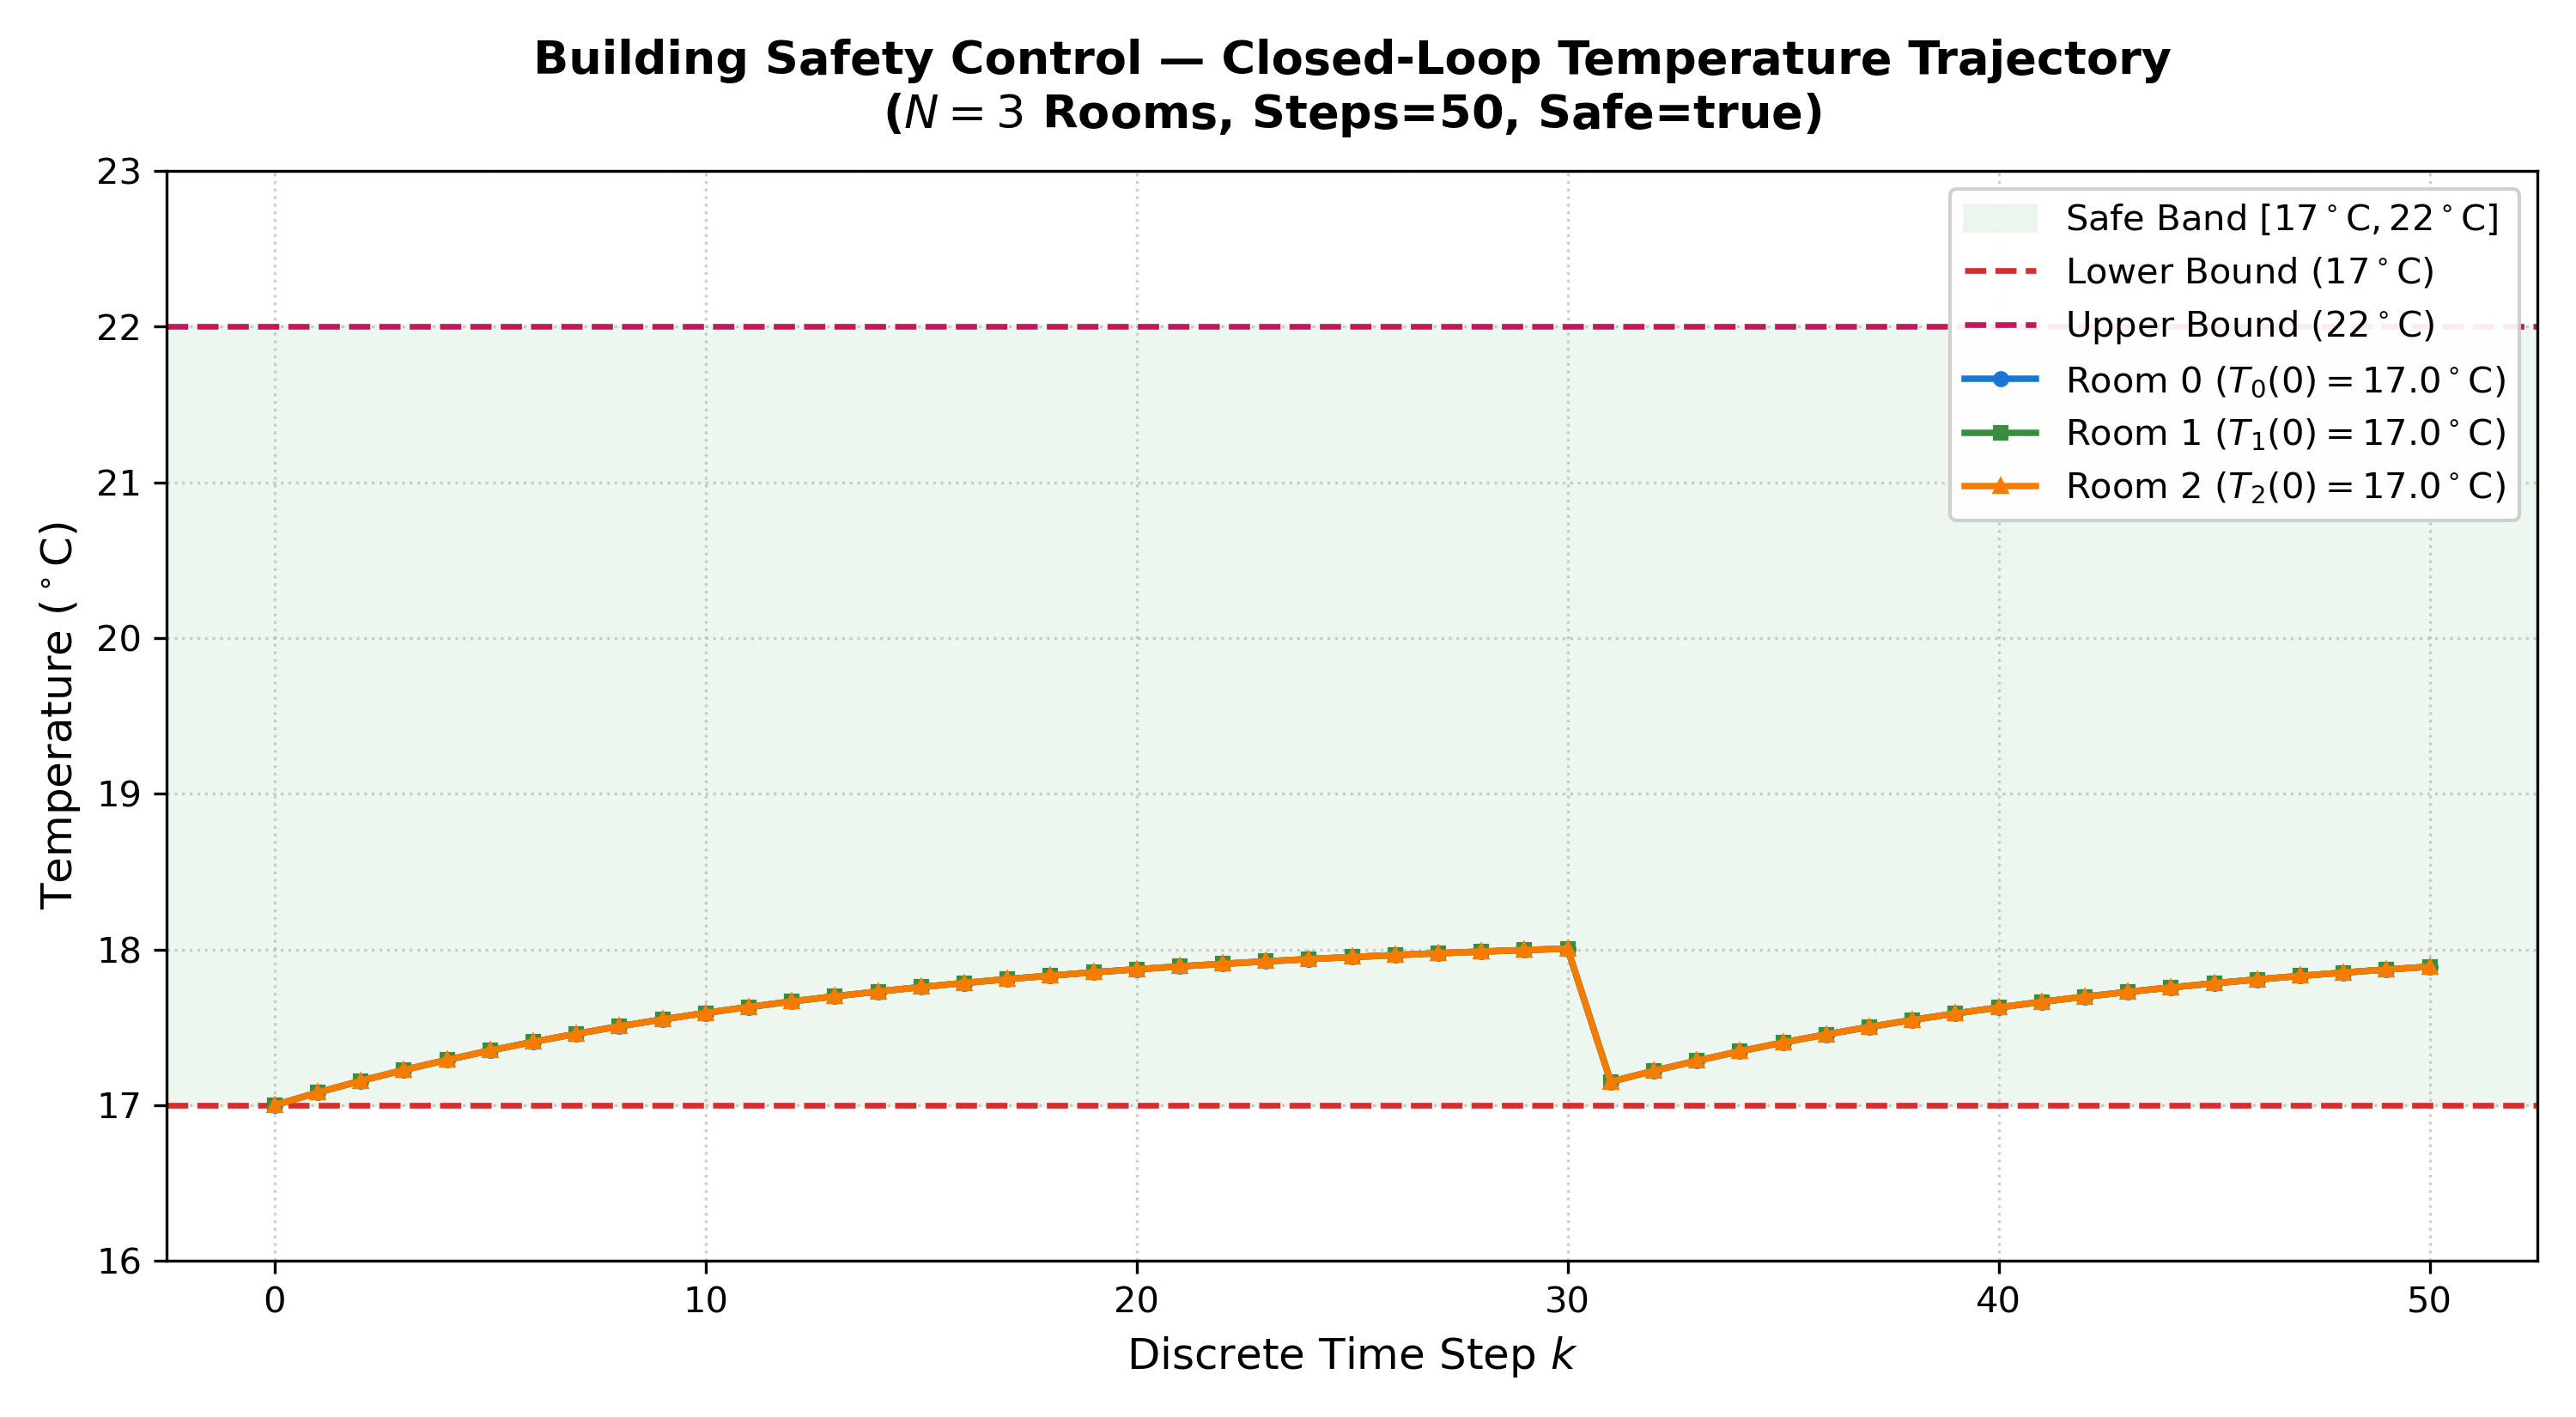 Building Safety Control — Closed-Loop Temperature Trajectory
(N = 3 Rooms, Steps=50, Safe=true)
23
22
21
20
19
18
17
16
Temperature (°C)
Safe Band [17°C, 22°C]
Lower Bound (17°C)
Upper Bound (22°C)
Room 0 (T₀(0) = 17.0°C)
Room 1 (T₁(0) = 17.0°C)
Room 2 (T₂(0) = 17.0°C)
0 10 20 30 40 50
Discrete Time Step k